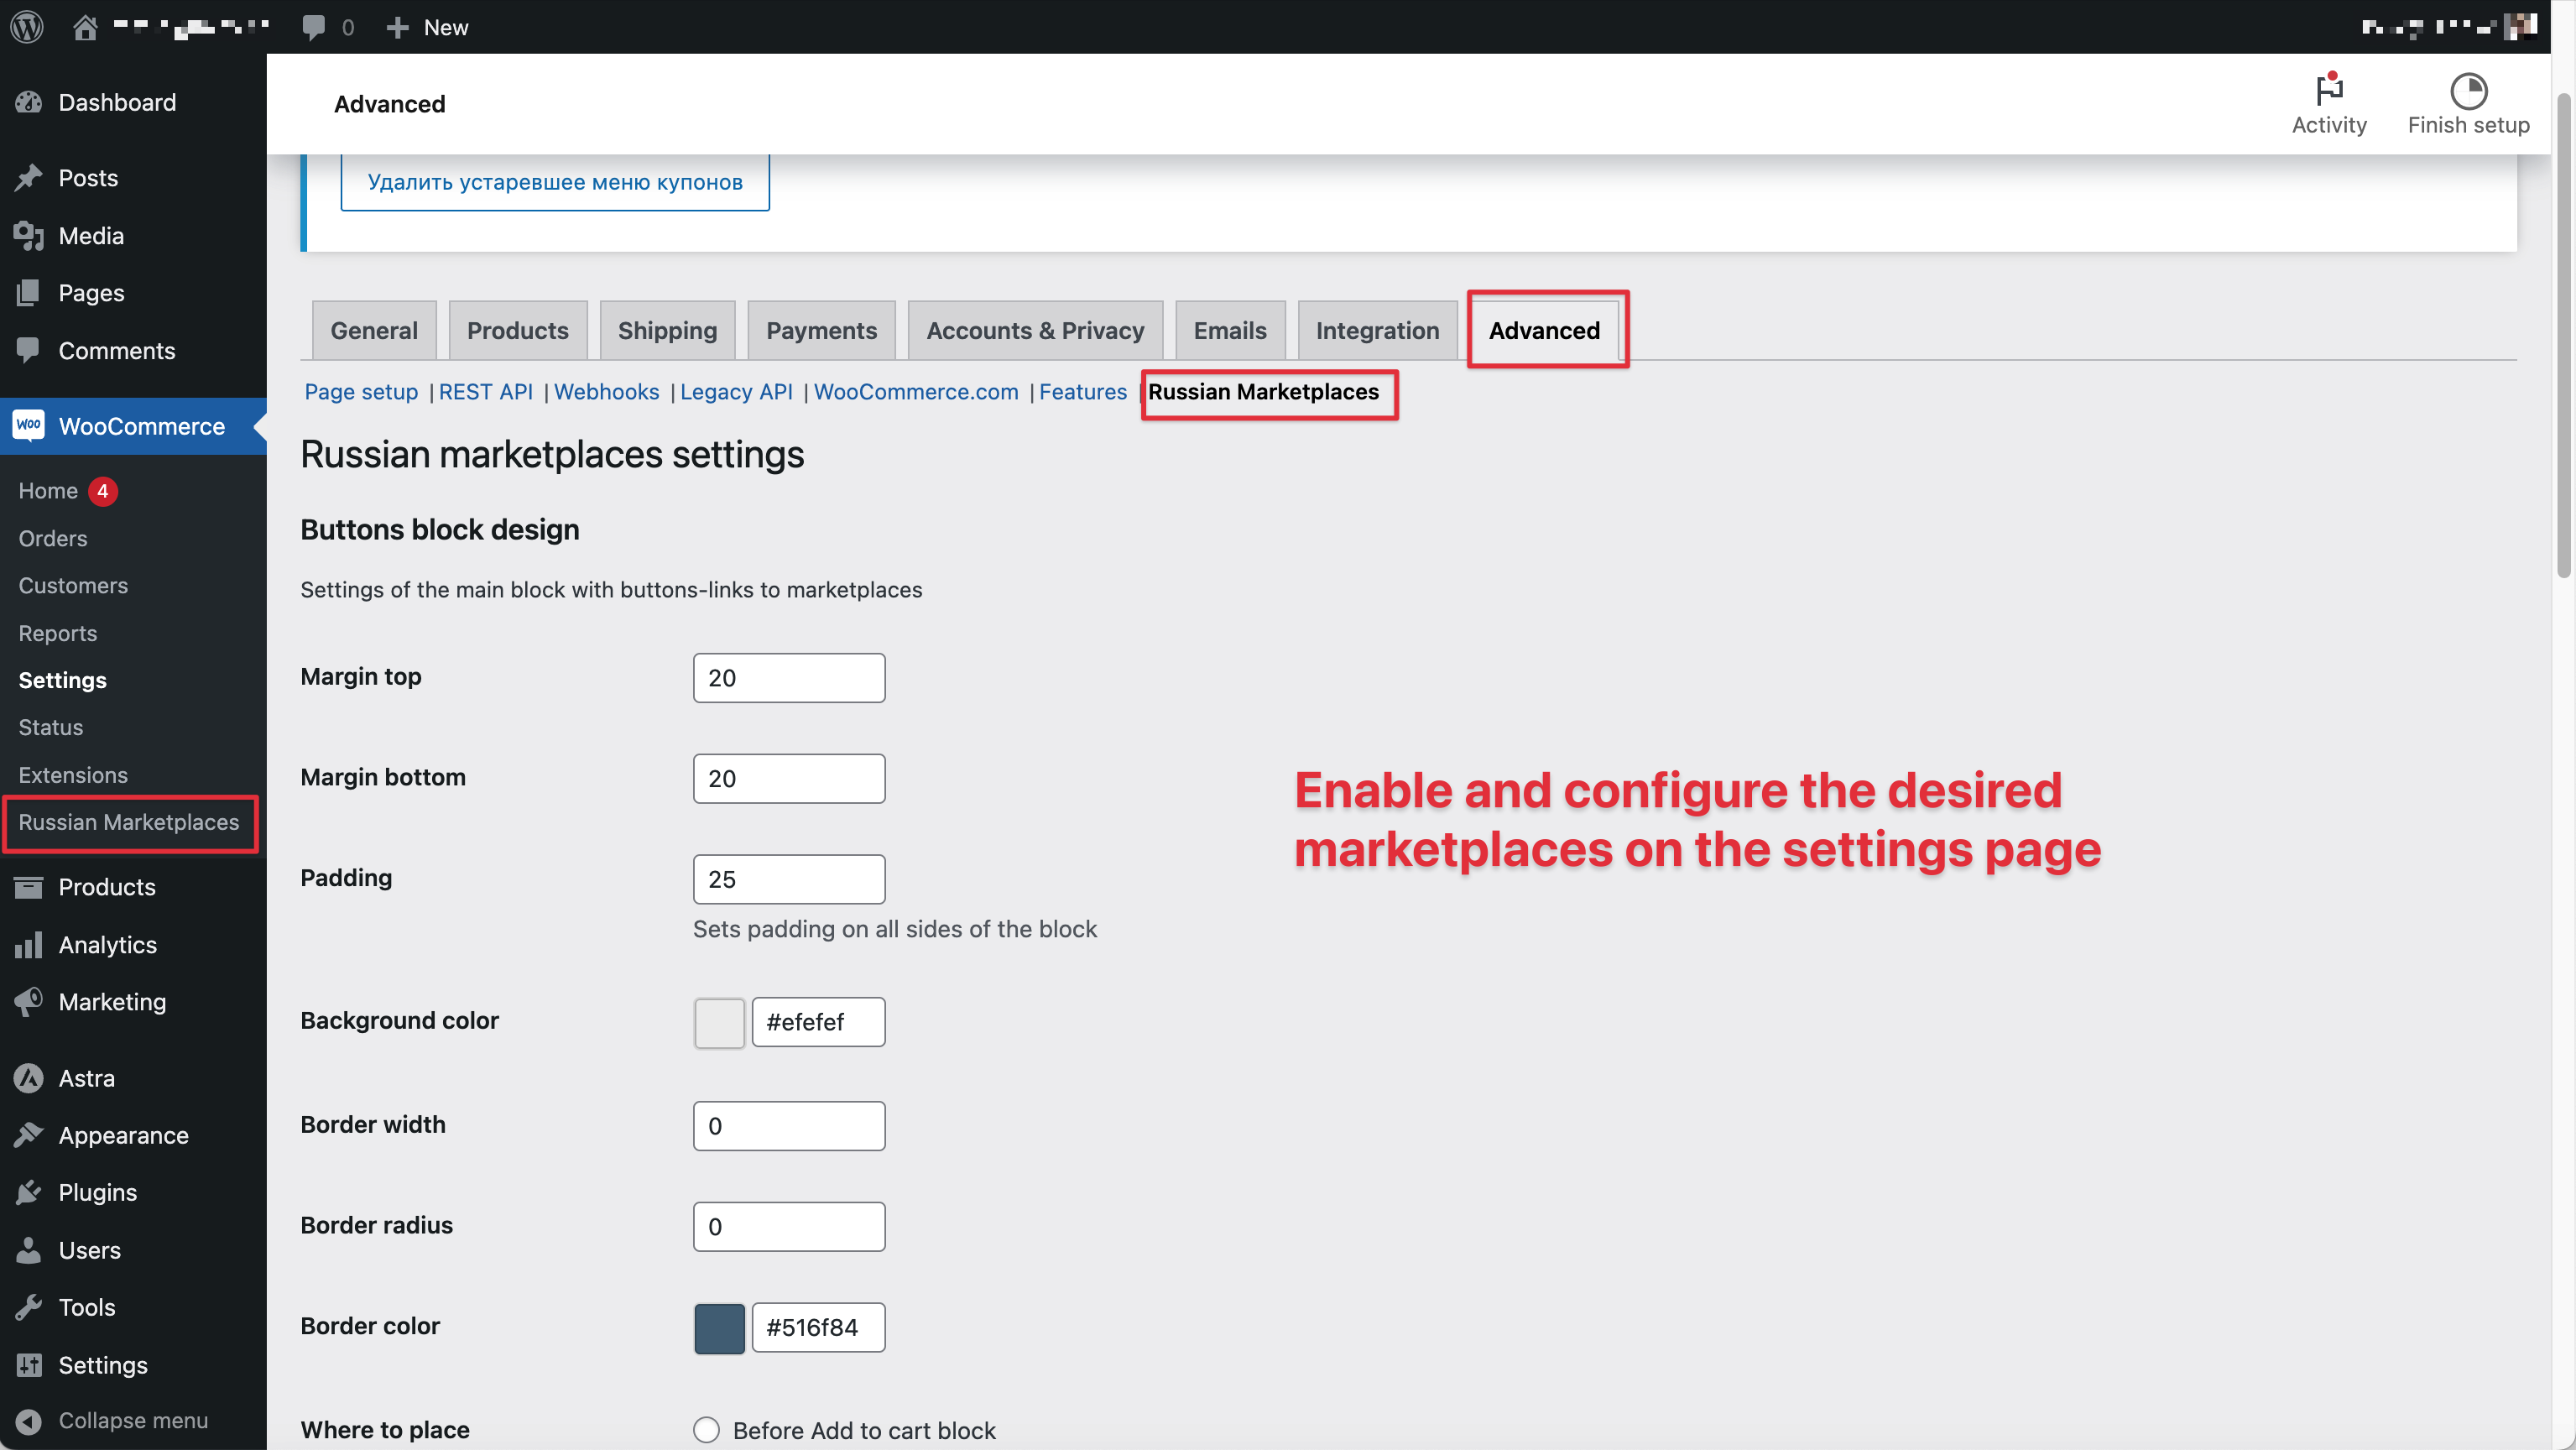 0 New
Dashboard
Posts
Media
Pages
Comments
Woo WooCommerce
Home 4
Orders
Customers
Reports
Settings
Status
Extensions
Russian Marketplaces
Products
Analytics
Marketing
Astra
Appearance
Plugins
Users
Tools
Settings
Collapse menu
Advanced
Activity Finish setup
Удалить устаревшее меню купонов
General Products Shipping Payments Accounts & Privacy Emails Integration Advanced
Page setup | REST API | Webhooks | Legacy API | WooCommerce.com | Features | Russian Marketplaces
Russian marketplaces settings
Buttons block design
Settings of the main block with buttons-links to marketplaces
Margin top 20
Margin bottom 20
Padding 25
Sets padding on all sides of the block
Background color #efefef
Border width 0
Border radius 0
Border color #516f84
Where to place Before Add to cart block
Enable and configure the desired
marketplaces on the settings page